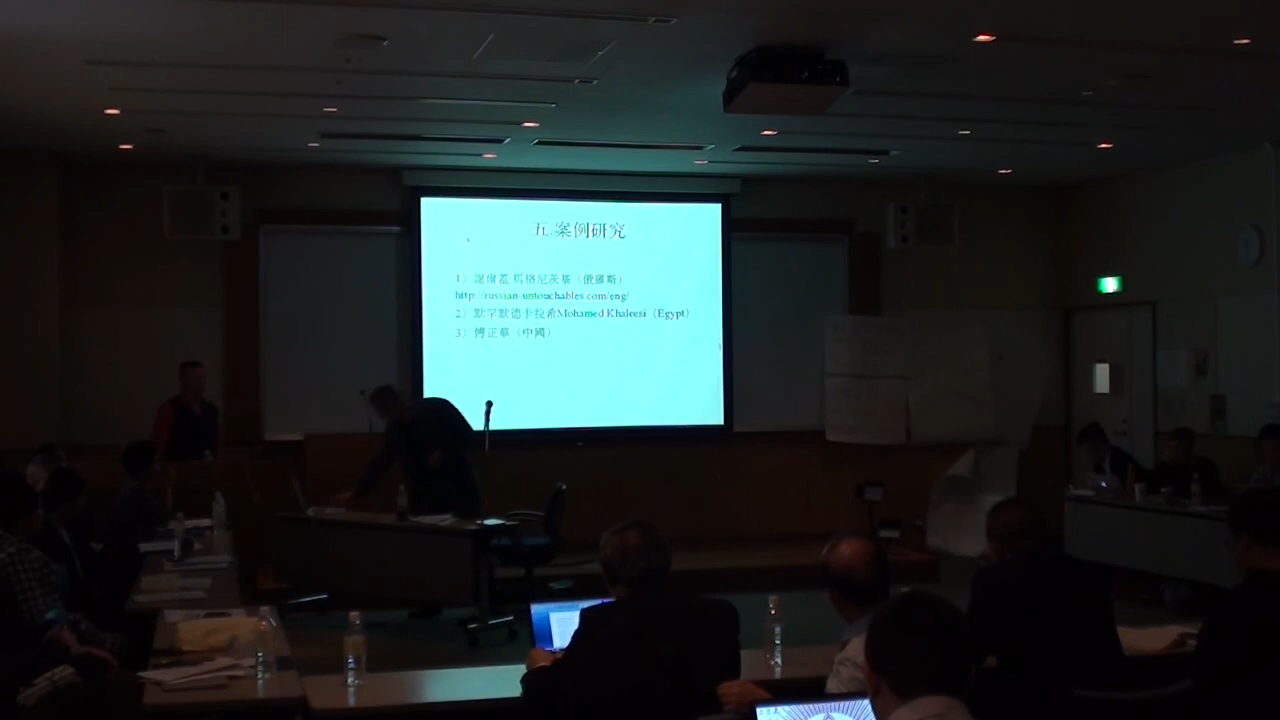 五.案例研究
1）謝爾蓋.馬格尼茨基（俄羅斯）
http://russian-untouchables.com/eng/
2）默罕默德卡拉希Mohamed Khaleesi（Egypt）
3）傅正華（中國）